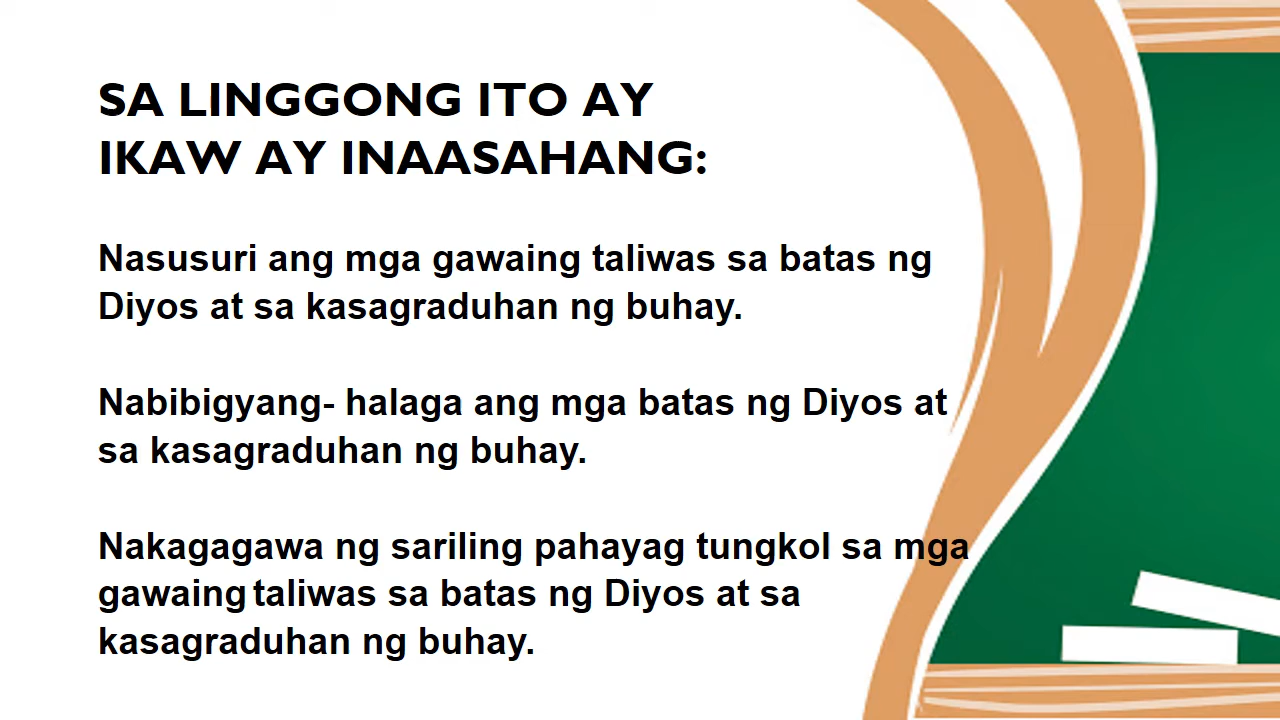 SA LINGGONG ITO AY
IKAW AY INAASAHANG:
Nasusuri ang mga gawaing taliwas sa batas ng
Diyos at sa kasagraduhan ng buhay.
Nabibigyang- halaga ang mga batas ng Diyos at
sa kasagraduhan ng buhay.
Nakagagawa ng sariling pahayag tungkol sa mga
gawaing taliwas sa batas ng Diyos at sa
kasagraduhan ng buhay.